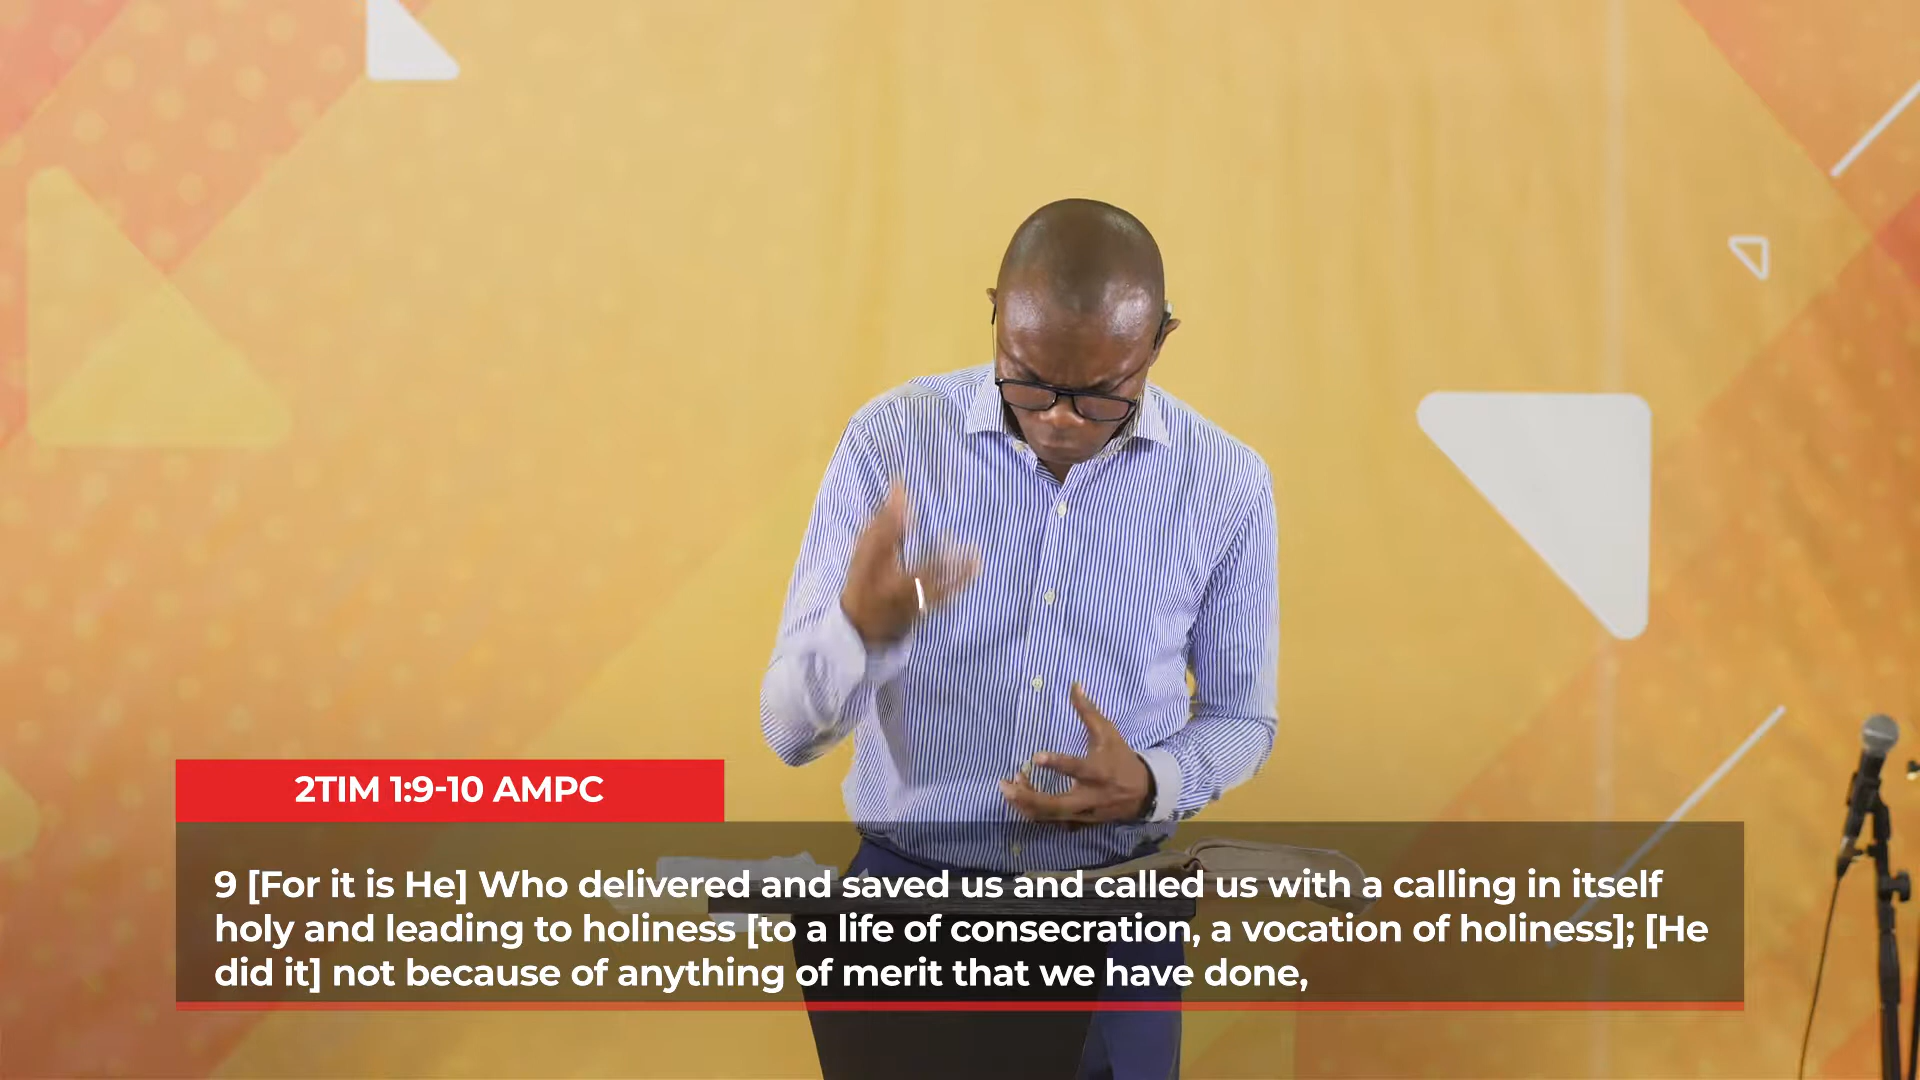 2TIM 1:9-10 AMPC
9 [For it is He] Who delivered and saved us and called us with a calling in itself
holy and leading to holiness [to a life of consecration, a vocation of holiness]; [He
did it] not because of anything of merit that we have done,